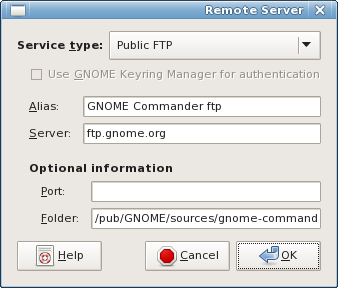 Remote Server
Service type: Public FTP
Use GNOME Keyring Manager for authentication
Alias: GNOME Commander ftp
Server: ftp.gnome.org
Optional information
Port:
Folder: /pub/GNOME/sources/gnome-command
Help Cancel OK